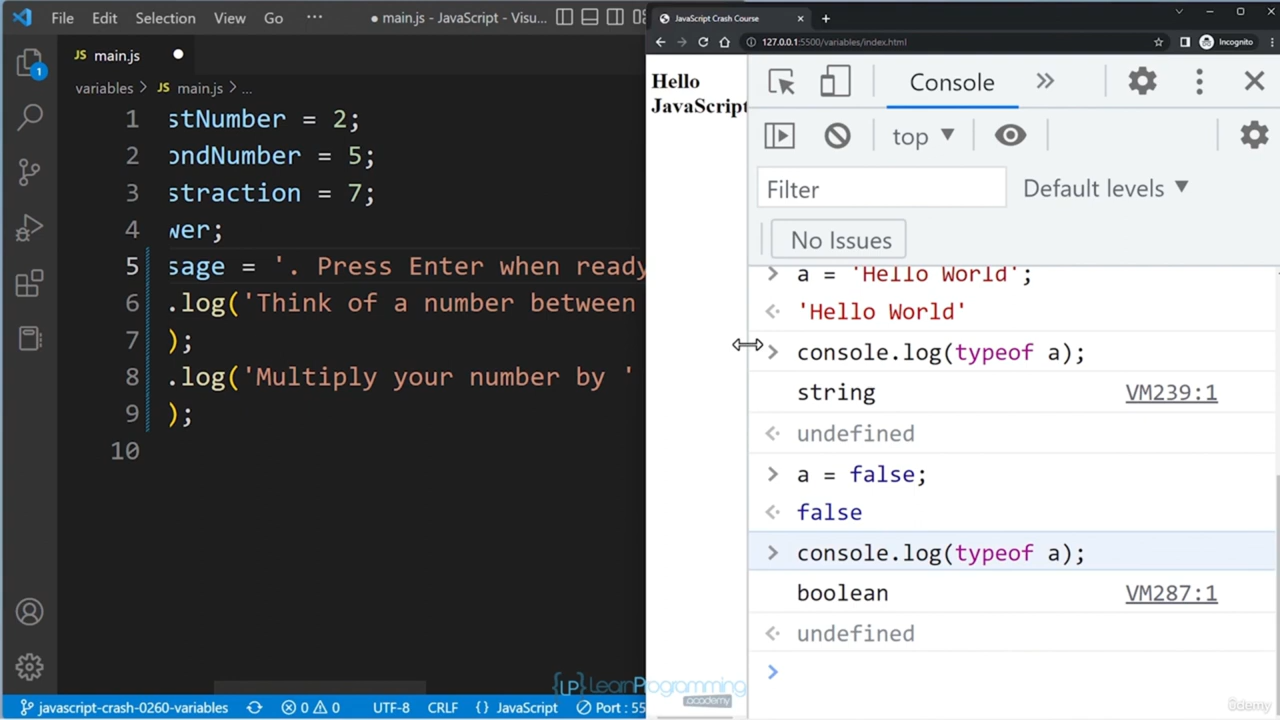 File Edit Selection View Go ··· ● main.js - JavaScript - Visu...
JS main.js ●
1
variables > JS main.js > ...
1 stNumber = 2;
2 ondNumber = 5;
3 straction = 7;
4 wer;
5 sage = '. Press Enter when ready
6 .log('Think of a number between
7 );
8 .log('Multiply your number by '
9 );
10
javascript-crash-0260-variables 0 0 UTF-8 CRLF {} JavaScript Port: 55
JavaScript Crash Course
127.0.0.1:5500/variables/index.html Incognito
Hello
JavaScript
Console
top
Filter Default levels
No Issues
> a = 'Hello World';
'Hello World'
> console.log(typeof a);
string VM239:1
undefined
> a = false;
false
> console.log(typeof a);
boolean VM287:1
undefined
>
{LP} LearnProgramming
academy
ûdemy